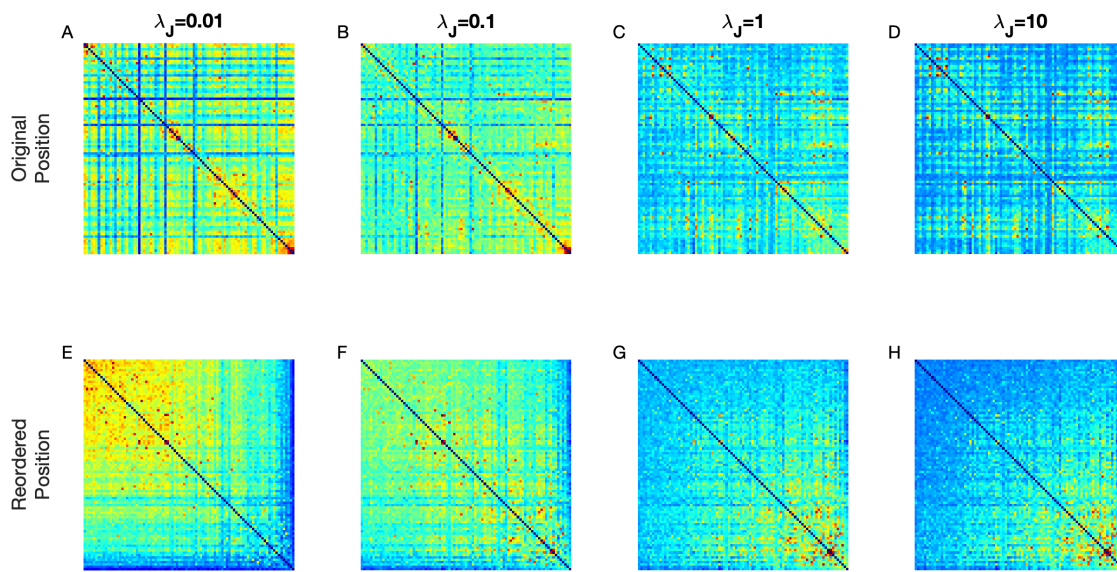 λJ=0.01
λJ=0.1
λJ=1
λJ=10
A
B
C
D
Original
Position
E
F
G
H
Reordered
Position